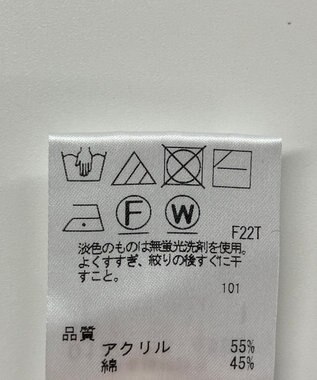 F W
F22T
淡色のものは無蛍光洗剤を使用。
よくすすぎ、絞りの後すぐに干
すこと。
101
品質
アクリル 55%
綿 45%